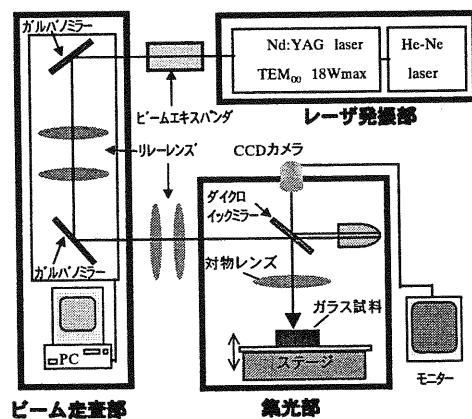 ガルバノミラー
Nd:YAG laser
TEM₀₀ 18Wmax
He-Ne
laser
ビームエキスパンダ
レーザ発振部
リレーレンズ
CCDカメラ
ダイクロ
イックミラー
ガルバノミラー
対物レンズ
ガラス試料
PC
ステージ
モニター
ビーム走査部
集光部